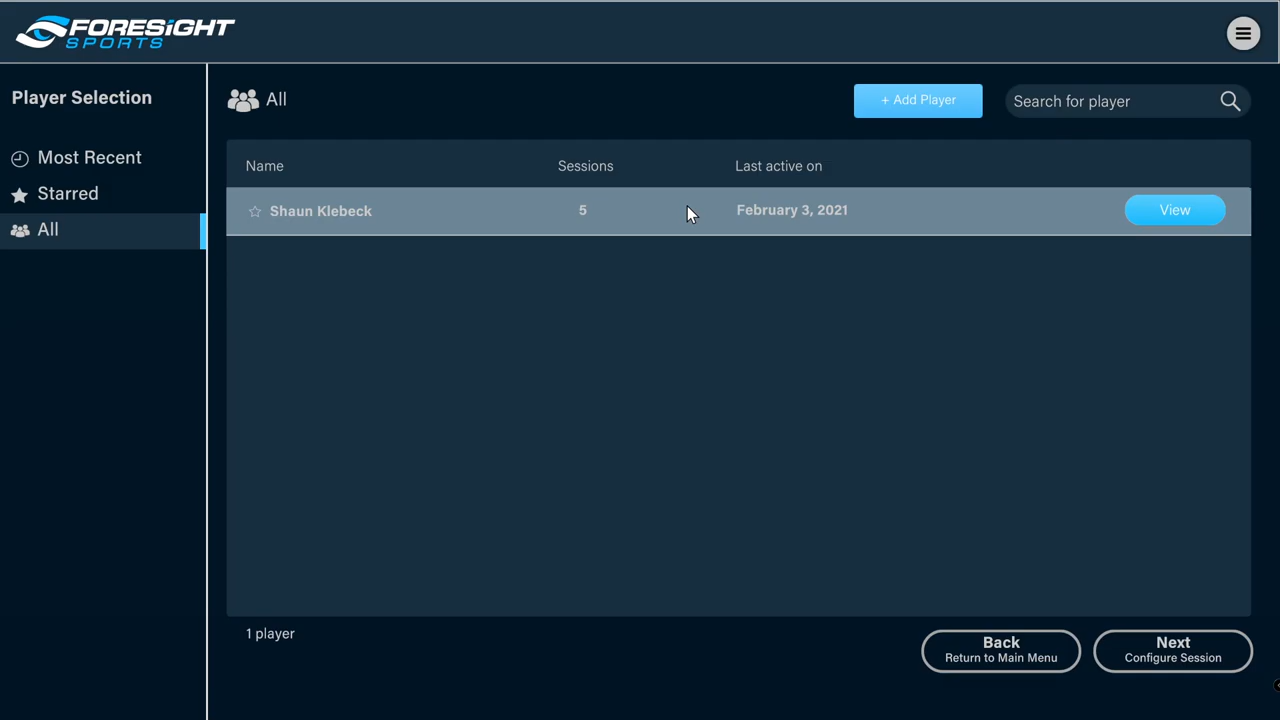 FORESiGHT
SPORTS
Player Selection
Most Recent
Starred
All
All
+ Add Player
Search for player
Name Sessions Last active on
Shaun Klebeck 5 February 3, 2021 View
1 player
Back
Return to Main Menu
Next
Configure Session